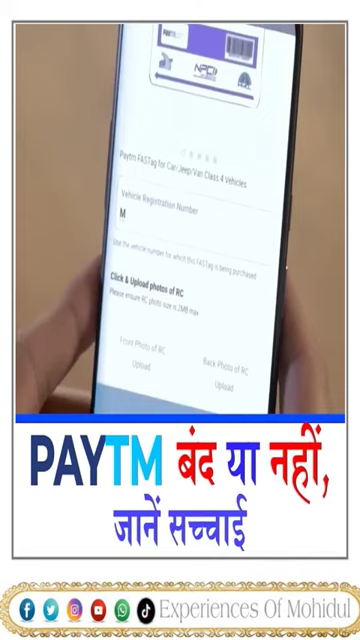 NPCI
Paytm FASTag for Car/Jeep/Van Class 4 Vehicles
Vehicle Registration Number
M
Use the vehicle number for which this FASTag is being purchased
Click & Upload photos of RC
Please ensure RC photo size is 2MB max
Front Photo of RC
Back Photo of RC
Upload
Upload
PAYTM बंद या नहीं,
जानें सच्चाई
Experiences Of Mohidul